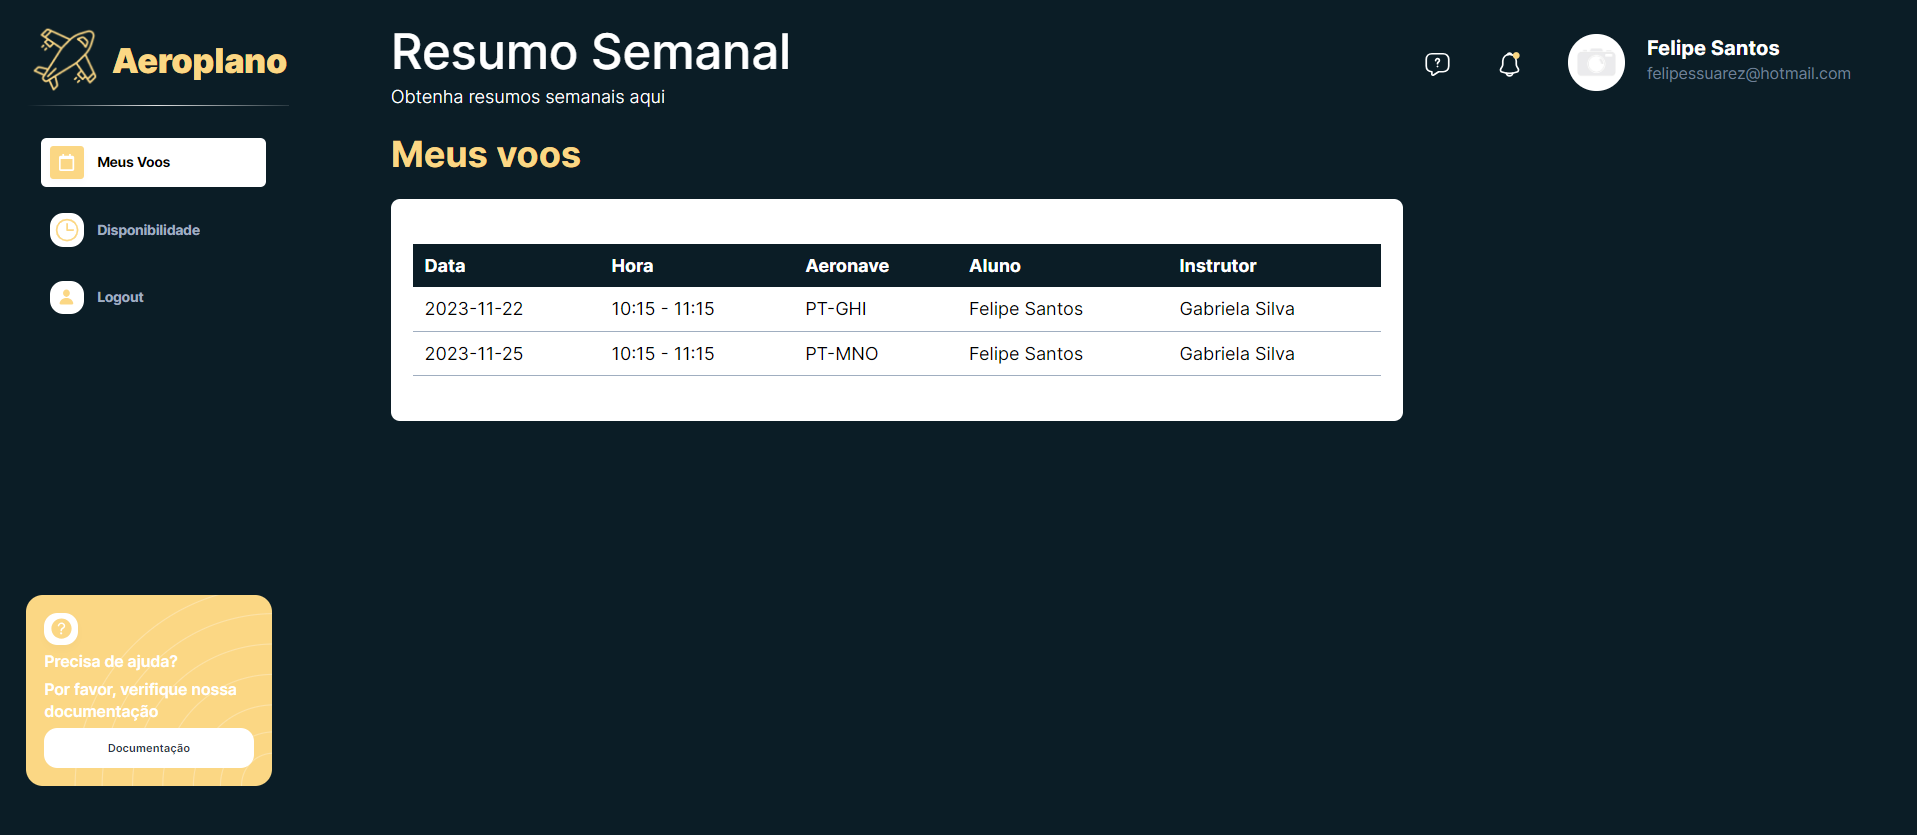 Aeroplano
Meus Voos
Disponibilidade
Logout
?
Precisa de ajuda?
Por favor, verifique nossa
documentação
Documentação
Resumo Semanal
Obtenha resumos semanais aqui
?
Felipe Santos
felipessuarez@hotmail.com
Meus voos
Data Hora Aeronave Aluno Instrutor
2023-11-22 10:15 - 11:15 PT-GHI Felipe Santos Gabriela Silva
2023-11-25 10:15 - 11:15 PT-MNO Felipe Santos Gabriela Silva